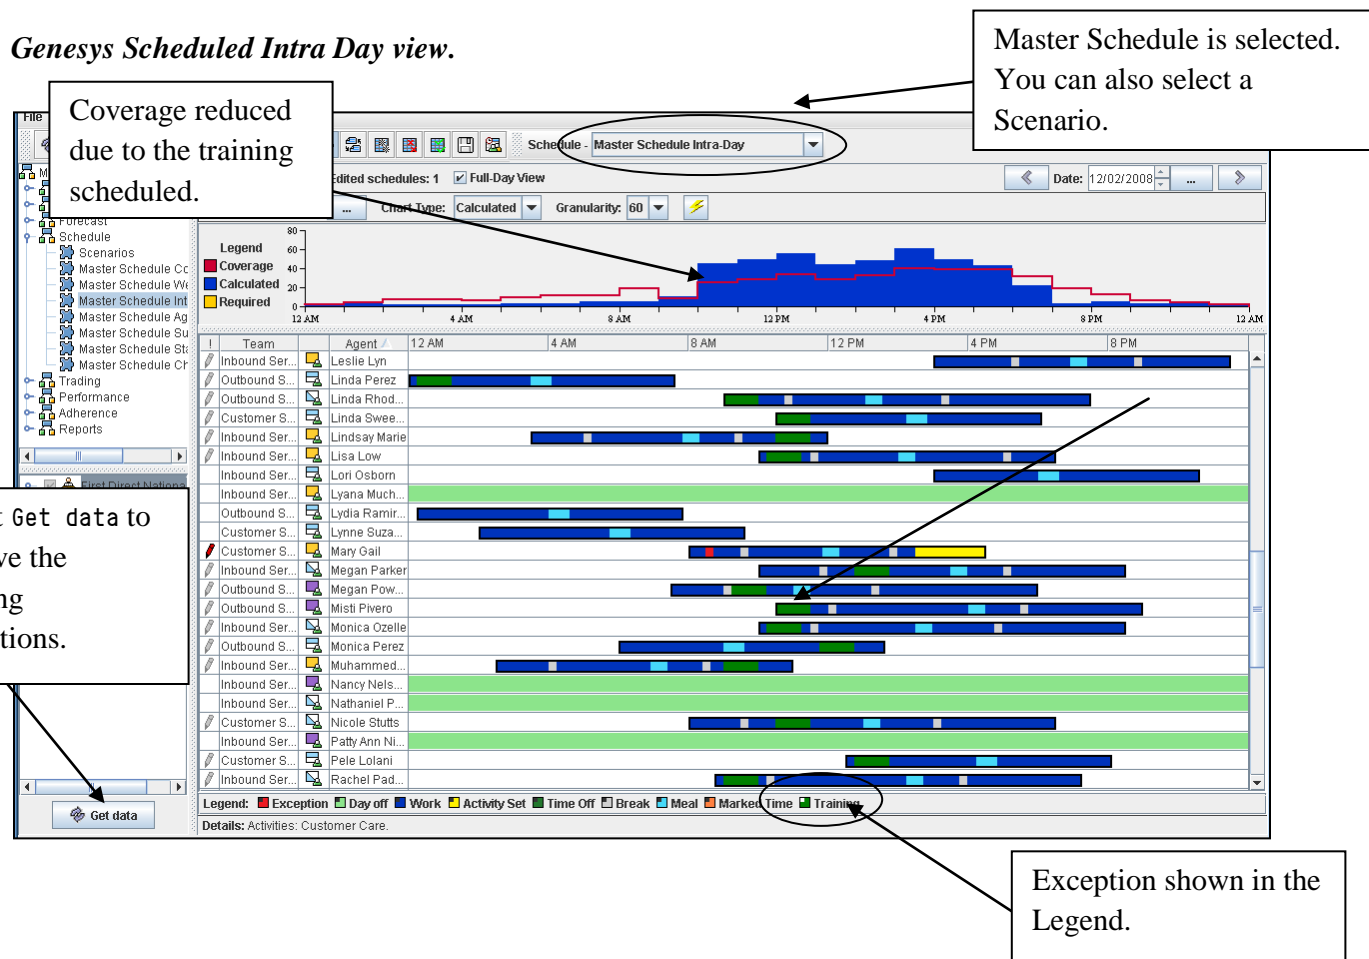 Genesys Scheduled Intra Day view.
Master Schedule is selected.
You can also select a
Scenario.
Coverage reduced
due to the training
scheduled.
File
Schedule - Master Schedule Intra-Day
Edited schedules: 1 Full-Day View
Date: 12/02/2008 ...
... Chart Type: Calculated Granularity: 60
Forecast
Schedule
Scenarios
Master Schedule Co
Master Schedule We
Master Schedule Int
Master Schedule Ag
Master Schedule Su
Master Schedule Sta
Master Schedule Ch
Trading
Performance
Adherence
Reports
First Direct Nationa
Get data to
ve the
ng
tions.
Get data
Legend
Coverage
Calculated
Required
80
60
40
20
0
12 AM 4 AM 8 AM 12 PM 4 PM 8 PM 12 AM
! Team Agent 12 AM 4 AM 8 AM 12 PM 4 PM 8 PM
Inbound Ser... Leslie Lyn
Outbound S... Linda Perez
Outbound S... Linda Rhod...
Customer S... Linda Swee...
Inbound Ser... Lindsay Marie
Inbound Ser... Lisa Low
Inbound Ser... Lori Osborn
Inbound Ser... Lyana Much...
Outbound S... Lydia Ramir...
Customer S... Lynne Suza...
Customer S... Mary Gail
Inbound Ser... Megan Parker
Outbound S... Megan Pow...
Outbound S... Misti Pivero
Inbound Ser... Monica Ozelle
Outbound S... Monica Perez
Inbound Ser... Muhammed...
Inbound Ser... Nancy Nels...
Inbound Ser... Nathaniel P...
Customer S... Nicole Stutts
Inbound Ser... Patty Ann Ni...
Customer S... Pele Lolani
Inbound Ser... Rachel Pad...
Legend: Exception Day off Work Activity Set Time Off Break Meal Marked Time Training
Details: Activities: Customer Care.
Exception shown in the
Legend.